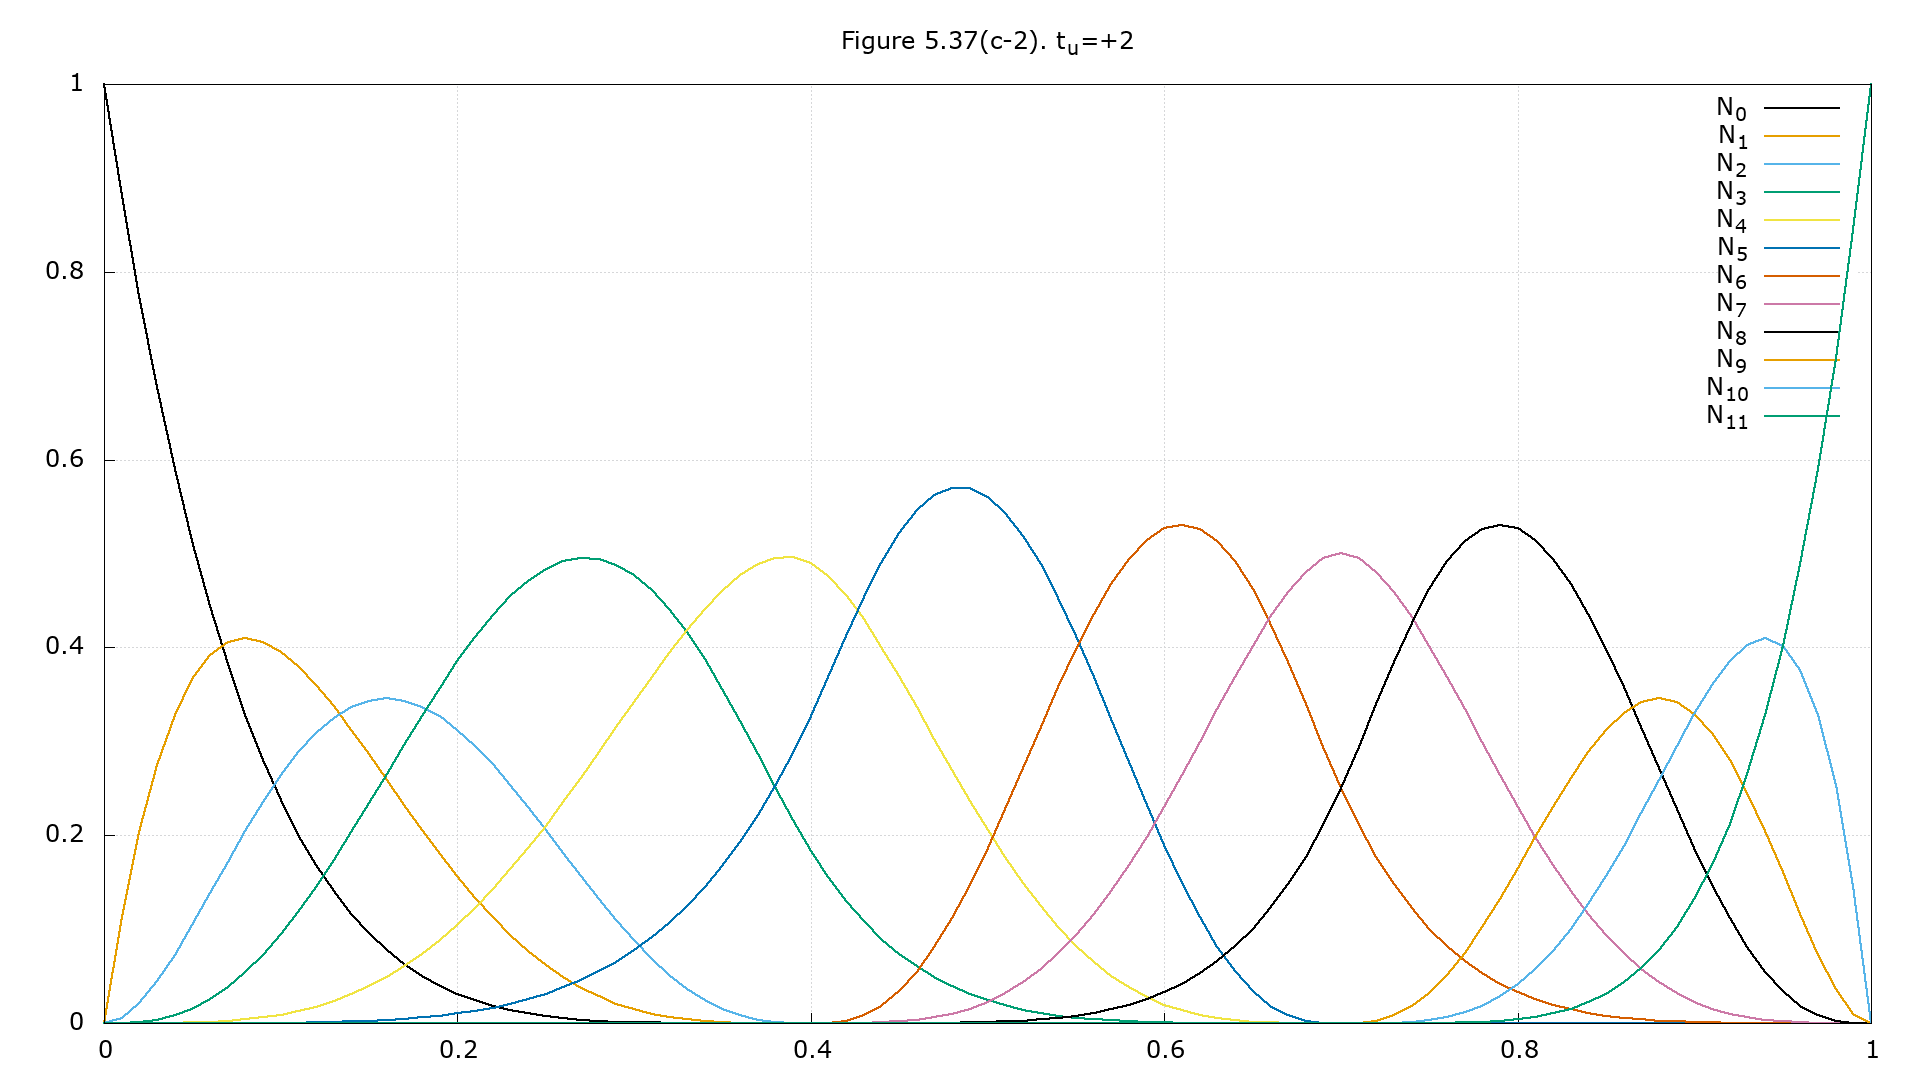 Figure 5.37(c-2). tᵤ=+2
1
0.8
0.6
0.4
0.2
0
0 0.2 0.4 0.6 0.8 1
N₀
N₁
N₂
N₃
N₄
N₅
N₆
N₇
N₈
N₉
N₁₀
N₁₁